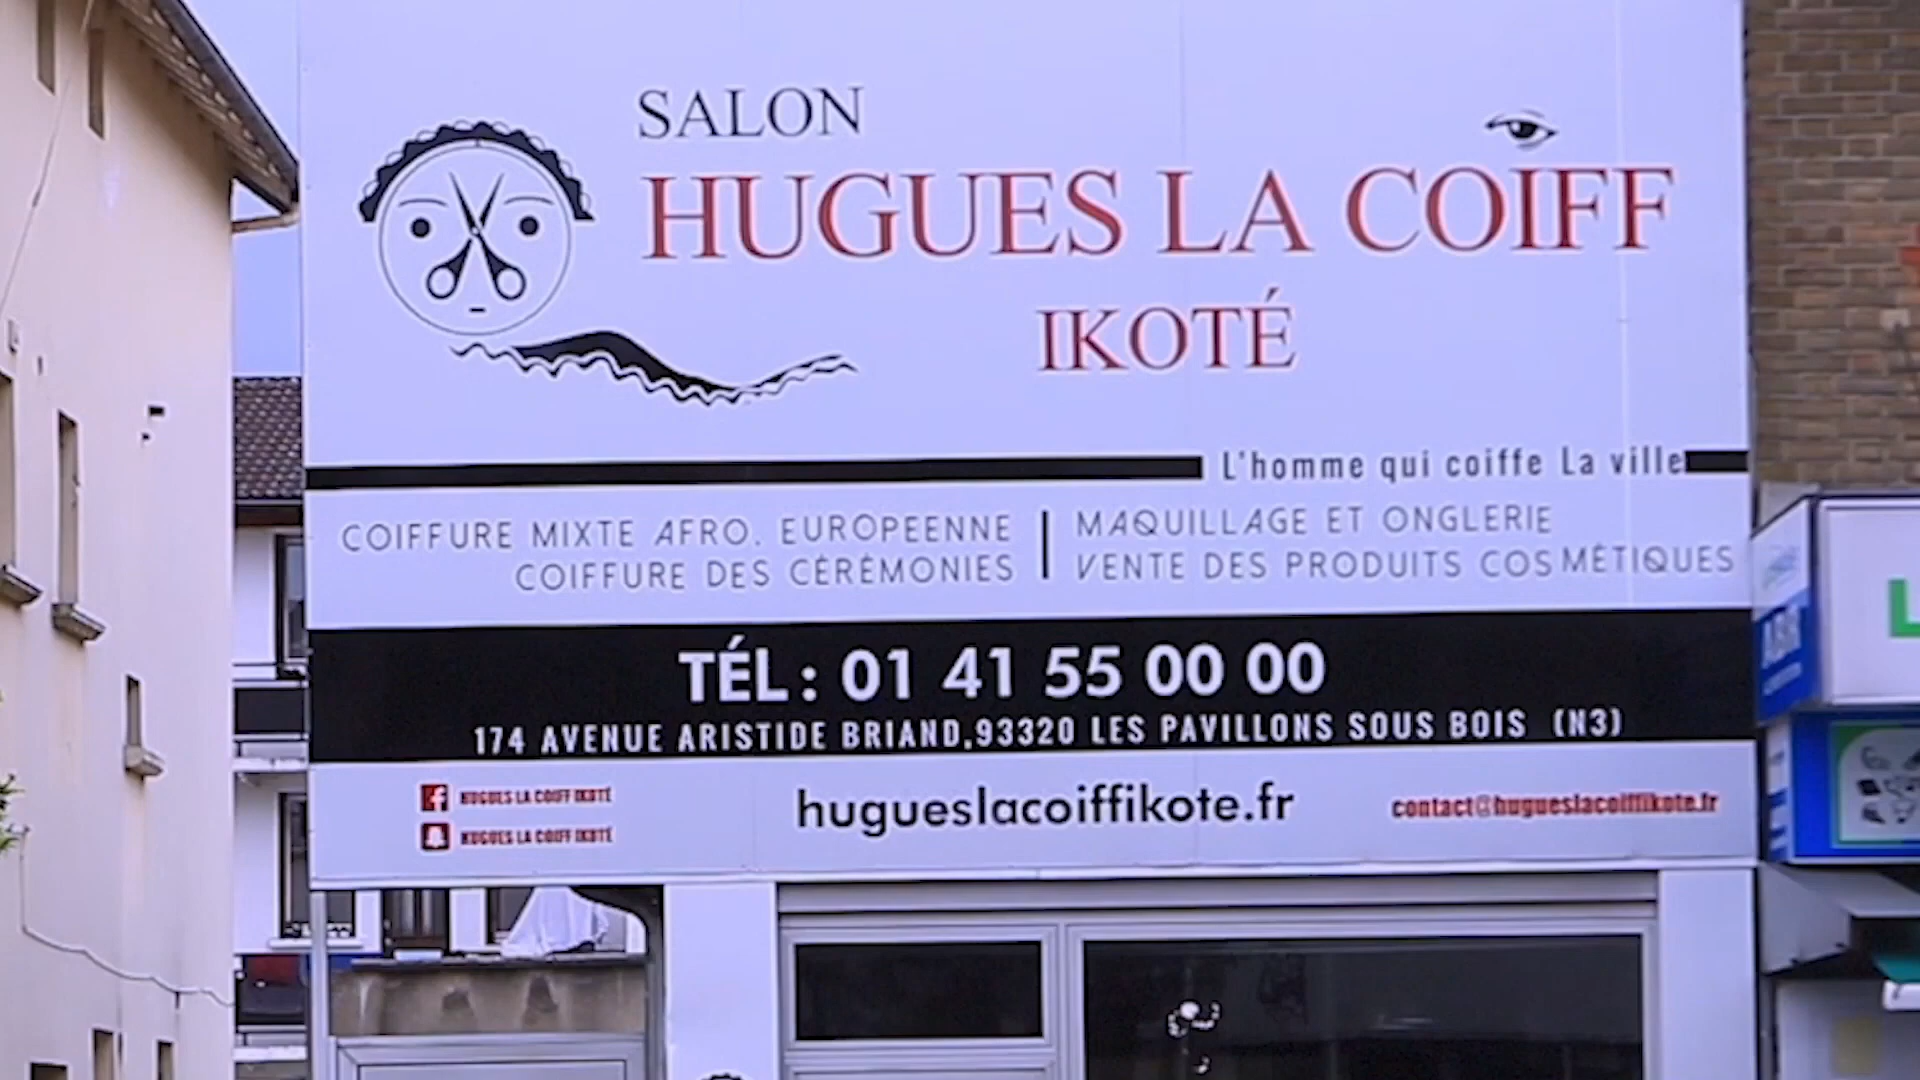 SALON
HUGUES LA COIFF
IKOTÉ
L'homme qui coiffe La ville
COIFFURE MIXTE AFRO. EUROPEENNE
COIFFURE DES CÉRÉMONIES
MAQUILLAGE ET ONGLERIE
VENTE DES PRODUITS COSMÉTIQUES
TÉL : 01 41 55 00 00
174 AVENUE ARISTIDE BRIAND.93320 LES PAVILLONS SOUS BOIS (N3)
HUGUES LA COIFF IKOTÉ
HUGUES LA COIFF IKOTÉ
hugueslacoiffikote.fr
contact@hugueslacoiffikote.fr